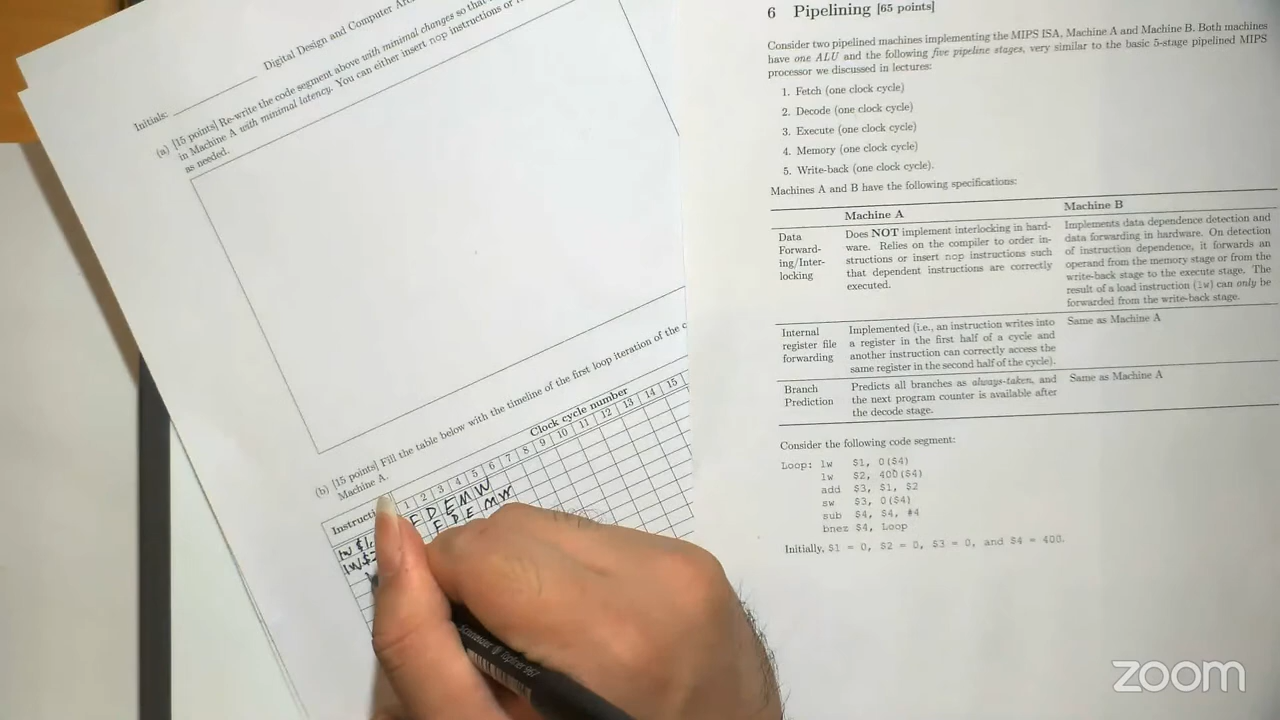 Initials:
Digital Design and Computer
(a) [15 points] Re-write the code segment above with minimal changes so that
in Machine A with minimal latency. You can either insert nop instructions or
as needed.
(b) [15 points] Fill the table below with the timeline of the first loop iteration of the
Machine A.
Clock cycle number
1 2 3 4 5 6 7 8 9 10 11 12 13 14 15
F D E M W
lw $1
F D E M W
lw $2
6 Pipelining [65 points]
Consider two pipelined machines implementing the MIPS ISA, Machine A and Machine B. Both machines
have one ALU and the following five pipeline stages, very similar to the basic 5-stage pipelined MIPS
processor we discussed in lectures:
1. Fetch (one clock cycle)
2. Decode (one clock cycle)
3. Execute (one clock cycle)
4. Memory (one clock cycle)
5. Write-back (one clock cycle).
Machines A and B have the following specifications:
Machine A
Machine B
Data
Forward-
ing/Inter-
locking
Does NOT implement interlocking in hard-
ware. Relies on the compiler to order in-
structions or insert nop instructions such
that dependent instructions are correctly
executed.
Implements data dependence detection and
data forwarding in hardware. On detection
of instruction dependence, it forwards an
operand from the memory stage or from the
write-back stage to the execute stage. The
result of a load instruction (lw) can only be
forwarded from the write-back stage.
Internal
register file
forwarding
Implemented (i.e., an instruction writes into
a register in the first half of a cycle and
another instruction can correctly access the
same register in the second half of the cycle).
Same as Machine A
Branch
Prediction
Predicts all branches as always-taken, and
the next program counter is available after
the decode stage.
Same as Machine A
Consider the following code segment:
Loop: lw $1, 0($4)
lw $2, 400($4)
add $3, $1, $2
sw $3, 0($4)
sub $4, $4, #4
bnez $4, Loop
Initially, $1 = 0, $2 = 0, $3 = 0, and $4 = 400.
Schneider Topliner 967
zoom